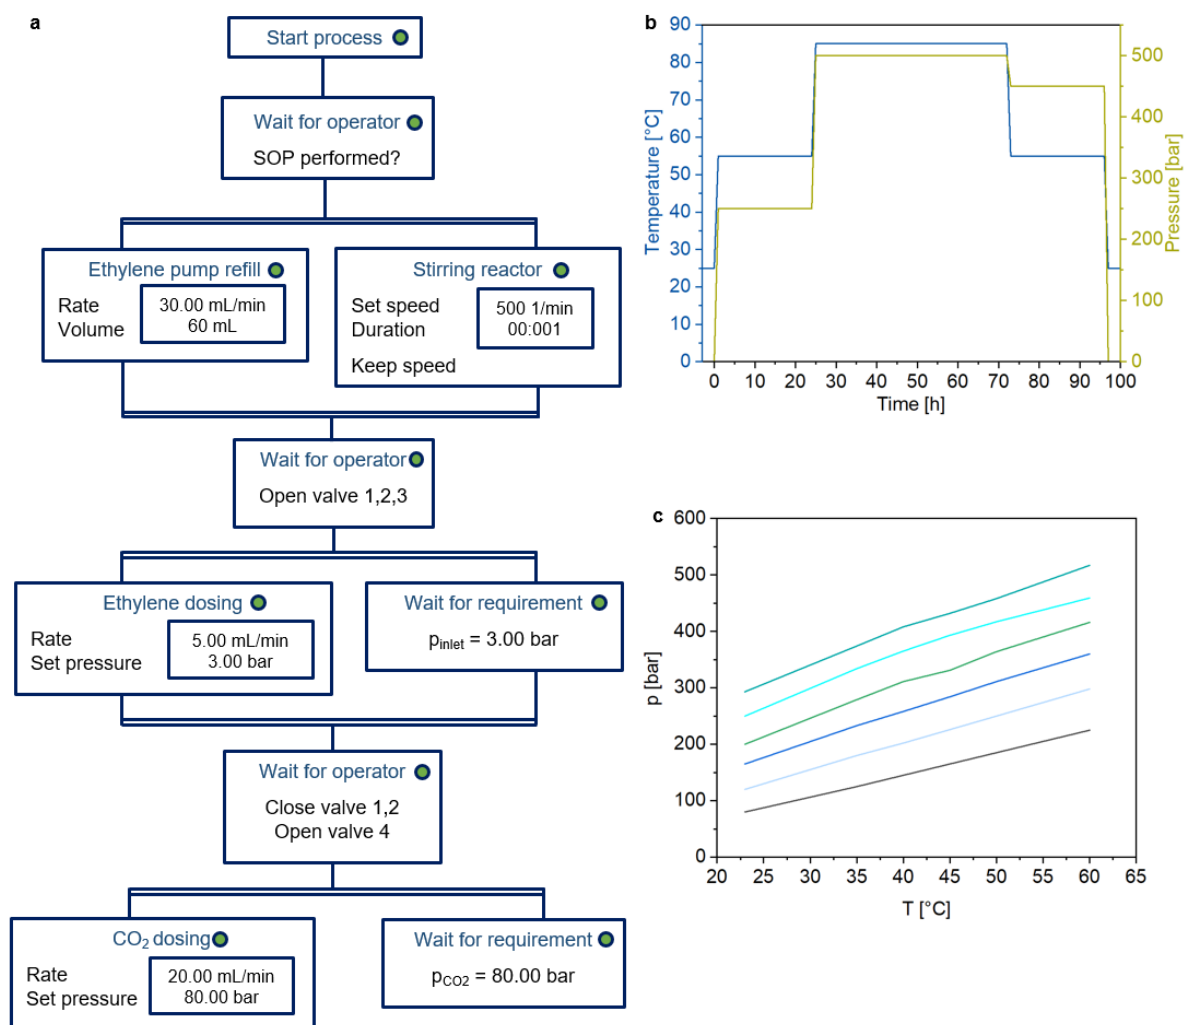 a
Start process
Wait for operator
SOP performed?
Ethylene pump refill
Rate
Volume
30.00 mL/min
60 mL
Stirring reactor
Set speed
Duration
500 1/min
00:001
Keep speed
Wait for operator
Open valve 1,2,3
Ethylene dosing
Rate
Set pressure
5.00 mL/min
3.00 bar
Wait for requirement
pinlet = 3.00 bar
Wait for operator
Close valve 1,2
Open valve 4
CO2 dosing
Rate
Set pressure
20.00 mL/min
80.00 bar
Wait for requirement
pCO2 = 80.00 bar
b
Temperature [°C]
90
80
70
60
50
40
30
20
10
0
Pressure [bar]
500
400
300
200
100
0
0 10 20 30 40 50 60 70 80 90 100
Time [h]
c
p [bar]
600
500
400
300
200
100
0
20 25 30 35 40 45 50 55 60 65
T [°C]